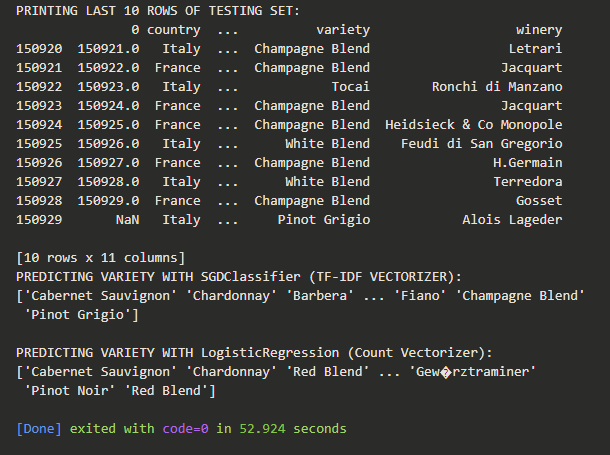 PRINTING LAST 10 ROWS OF TESTING SET:
0 country ... variety winery
150920 150921.0 Italy ... Champagne Blend Letrari
150921 150922.0 France ... Champagne Blend Jacquart
150922 150923.0 Italy ... Tocai Ronchi di Manzano
150923 150924.0 France ... Champagne Blend Jacquart
150924 150925.0 France ... Champagne Blend Heidsieck & Co Monopole
150925 150926.0 Italy ... White Blend Feudi di San Gregorio
150926 150927.0 France ... Champagne Blend H.Germain
150927 150928.0 Italy ... White Blend Terredora
150928 150929.0 France ... Champagne Blend Gosset
150929 NaN Italy ... Pinot Grigio Alois Lageder
[10 rows x 11 columns]
PREDICTING VARIETY WITH SGDClassifier (TF-IDF VECTORIZER):
['Cabernet Sauvignon' 'Chardonnay' 'Barbera' ... 'Fiano' 'Champagne Blend'
'Pinot Grigio']
PREDICTING VARIETY WITH LogisticRegression (Count Vectorizer):
['Cabernet Sauvignon' 'Chardonnay' 'Red Blend' ... 'Gew�rztraminer'
'Pinot Noir' 'Red Blend']
[Done] exited with code=0 in 52.924 seconds